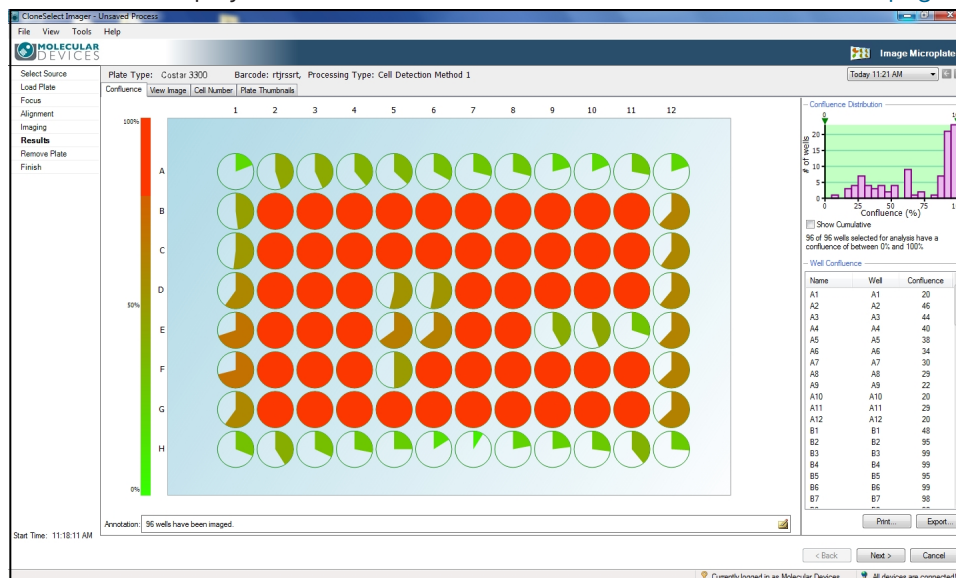 CloneSelect Imager - Unsaved Process
File View Tools Help
MOLECULAR
DEVICES
Image Microplate
Select Source
Load Plate
Focus
Alignment
Imaging
Results
Remove Plate
Finish
Start Time: 11:18:11 AM
Plate Type: Costar 3300 Barcode: rtjrssrt, Processing Type: Cell Detection Method 1
Today 11:21 AM
Confluence View Image Cell Number Plate Thumbnails
1 2 3 4 5 6 7 8 9 10 11 12
100%
50%
0%
A
B
C
D
E
F
G
H
Annotation: 96 wells have been imaged.
Confluence Distribution
0
# of wells
20
15
10
5
0
0 25 50 75
Confluence (%)
Show Cumulative
96 of 96 wells selected for analysis have a
confluence of between 0% and 100%
Well Confluence
Name Well Confluence
A1 A1 20
A2 A2 46
A3 A3 44
A4 A4 40
A5 A5 38
A6 A6 34
A7 A7 30
A8 A8 29
A9 A9 22
A10 A10 20
A11 A11 29
A12 A12 20
B1 B1 48
B2 B2 95
B3 B3 99
B4 B4 99
B5 B5 95
B6 B6 99
B7 B7 98
Print... Export...
< Back Next > Cancel
Currently logged in as Molecular Devices All devices are connected!